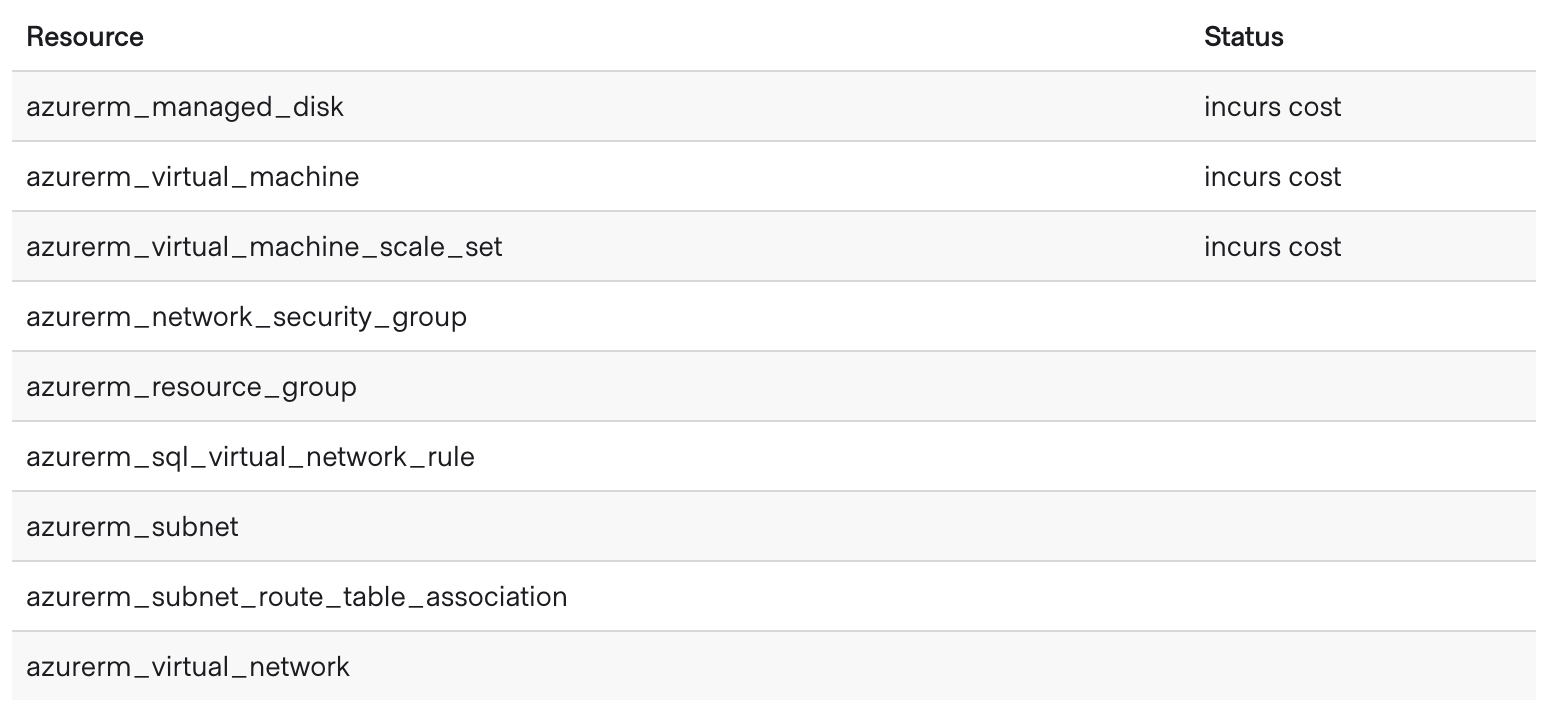 Resource Status
azurerm_managed_disk incurs cost
azurerm_virtual_machine incurs cost
azurerm_virtual_machine_scale_set incurs cost
azurerm_network_security_group
azurerm_resource_group
azurerm_sql_virtual_network_rule
azurerm_subnet
azurerm_subnet_route_table_association
azurerm_virtual_network